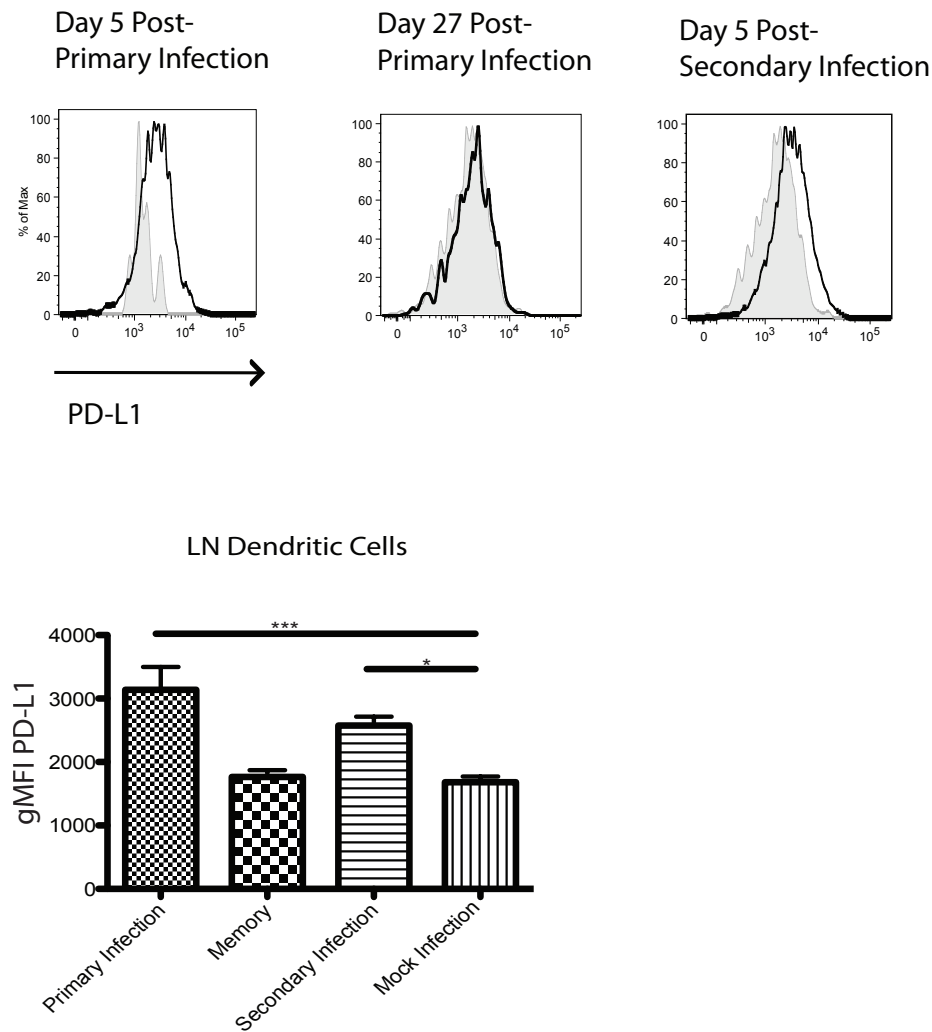 Day 5 Post-
Primary Infection
Day 27 Post-
Primary Infection
Day 5 Post-
Secondary Infection
% of Max
100
80
60
40
20
0
0 10³ 10⁴ 10⁵
100
80
60
40
20
0
0 10³ 10⁴ 10⁵
100
80
60
40
20
0
0 10³ 10⁴ 10⁵
PD-L1
LN Dendritic Cells
gMFI PD-L1
4000
3000
2000
1000
0
***
*
Primary Infection
Memory
Secondary Infection
Mock Infection